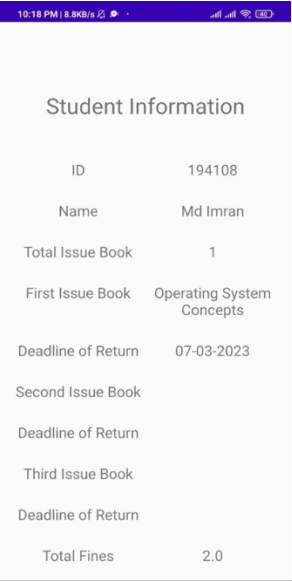 10:18 PM | 8.8KB/s
40
Student Information
ID 194108
Name Md Imran
Total Issue Book 1
First Issue Book Operating System
Concepts
Deadline of Return 07-03-2023
Second Issue Book
Deadline of Return
Third Issue Book
Deadline of Return
Total Fines 2.0